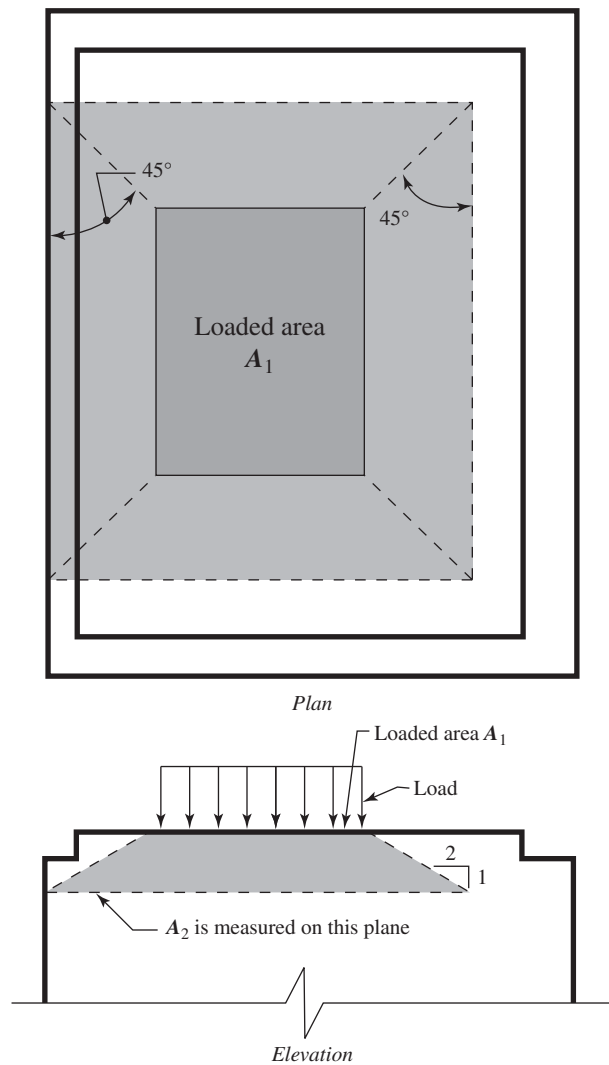 45°
45°
Loaded area
A1
Plan
Loaded area A1
Load
2
1
A2 is measured on this plane
Elevation